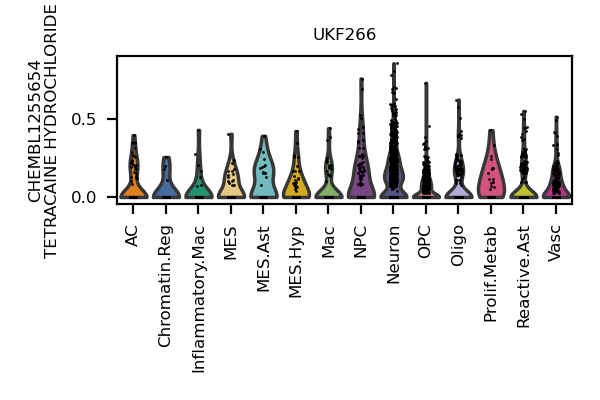 UKF266
CHEMBL1255654
TETRACAINE HYDROCHLORIDE
0.5
0.0
AC
Chromatin.Reg
Inflammatory.Mac
MES
MES.Ast
MES.Hyp
Mac
NPC
Neuron
OPC
Oligo
Prolif.Metab
Reactive.Ast
Vasc